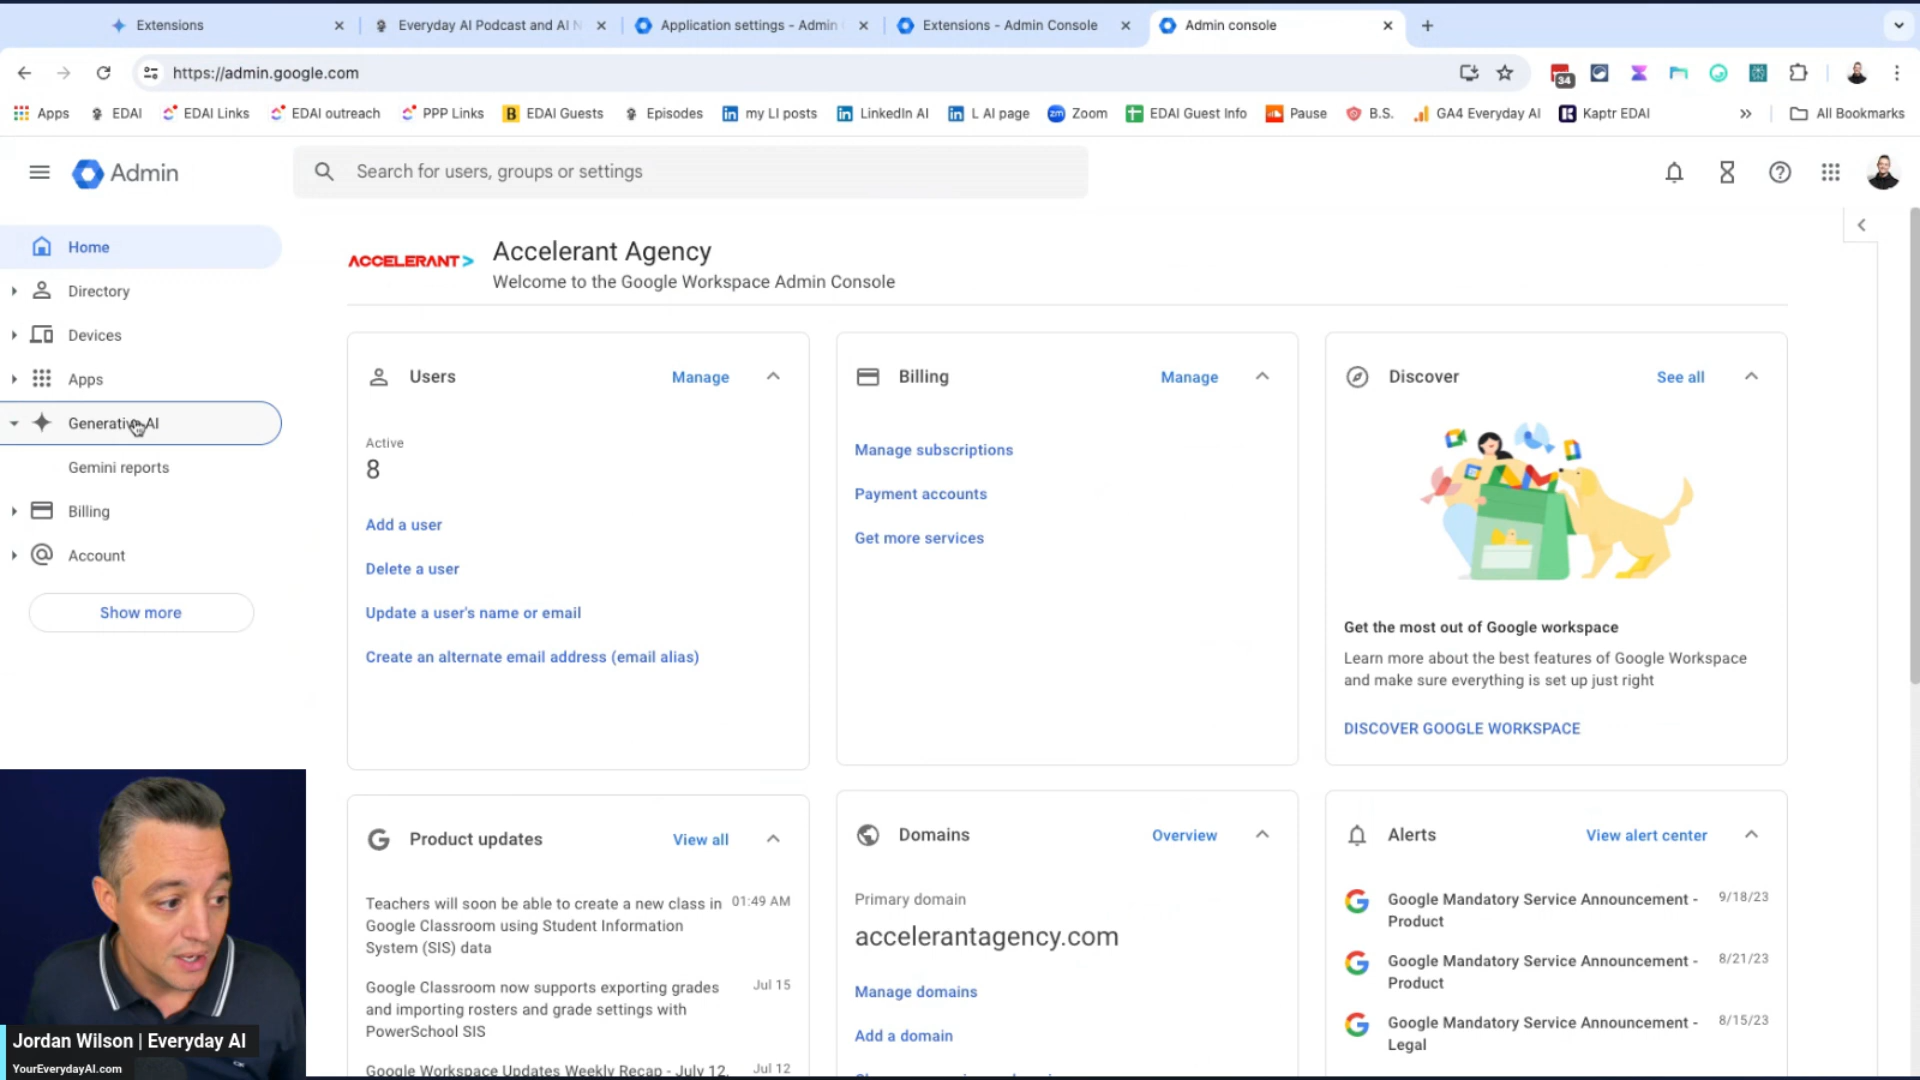 Extensions
Everyday AI Podcast and AI N
Application settings - Admin
Extensions - Admin Console
Admin console
https://admin.google.com
34
Apps
EDAI
EDAI Links
EDAI outreach
PPP Links
EDAI Guests
Episodes
my LI posts
LinkedIn AI
L AI page
Zoom
EDAI Guest Info
Pause
B.S.
GA4 Everyday AI
Kaptr EDAI
All Bookmarks
Admin
Search for users, groups or settings
Home
Directory
Devices
Apps
Generative AI
Gemini reports
Billing
Account
Show more
ACCELERANT
Accelerant Agency
Welcome to the Google Workspace Admin Console
Users
Manage
Active
8
Add a user
Delete a user
Update a user's name or email
Create an alternate email address (email alias)
Billing
Manage
Manage subscriptions
Payment accounts
Get more services
Discover
See all
Get the most out of Google workspace
Learn more about the best features of Google Workspace
and make sure everything is set up just right
DISCOVER GOOGLE WORKSPACE
Product updates
View all
Teachers will soon be able to create a new class in
Google Classroom using Student Information
System (SIS) data
01:49 AM
Google Classroom now supports exporting grades
and importing rosters and grade settings with
PowerSchool SIS
Jul 15
Google Workspace Updates Weekly Recap - July 12,
Jul 12
Domains
Overview
Primary domain
accelerantagency.com
Manage domains
Add a domain
Alerts
View alert center
Google Mandatory Service Announcement -
Product
9/18/23
Google Mandatory Service Announcement -
Product
8/21/23
Google Mandatory Service Announcement -
Legal
8/15/23
Jordan Wilson | Everyday AI
YourEverydayAI.com